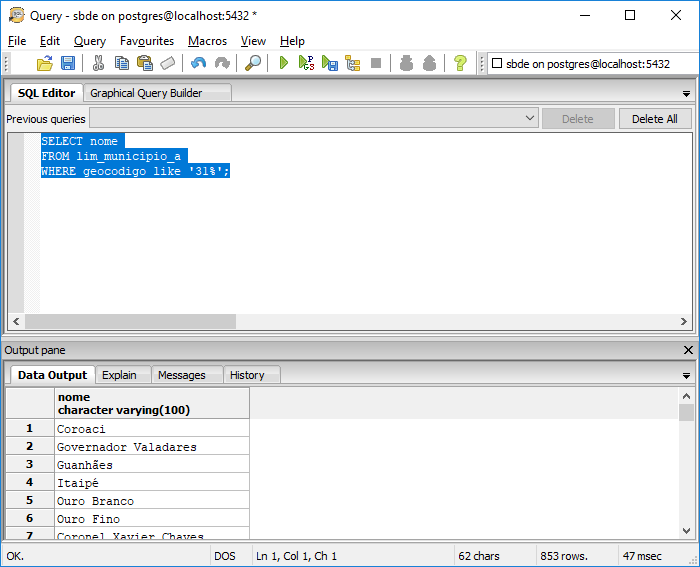 Query - sbde on postgres@localhost:5432 *
File Edit Query Favourites Macros View Help
sbde on postgres@localhost:5432
SQL Editor Graphical Query Builder
Previous queries Delete Delete All
SELECT nome
FROM lim_municipio_a
WHERE geocodigo like '31%';
Output pane
Data Output Explain Messages History
nome
character varying(100)
1 Coroaci
2 Governador Valadares
3 Guanhães
4 Itaipé
5 Ouro Branco
6 Ouro Fino
7 Coronel Xavier Chaves
OK. DOS Ln 1, Col 1, Ch 1 62 chars 853 rows. 47 msec